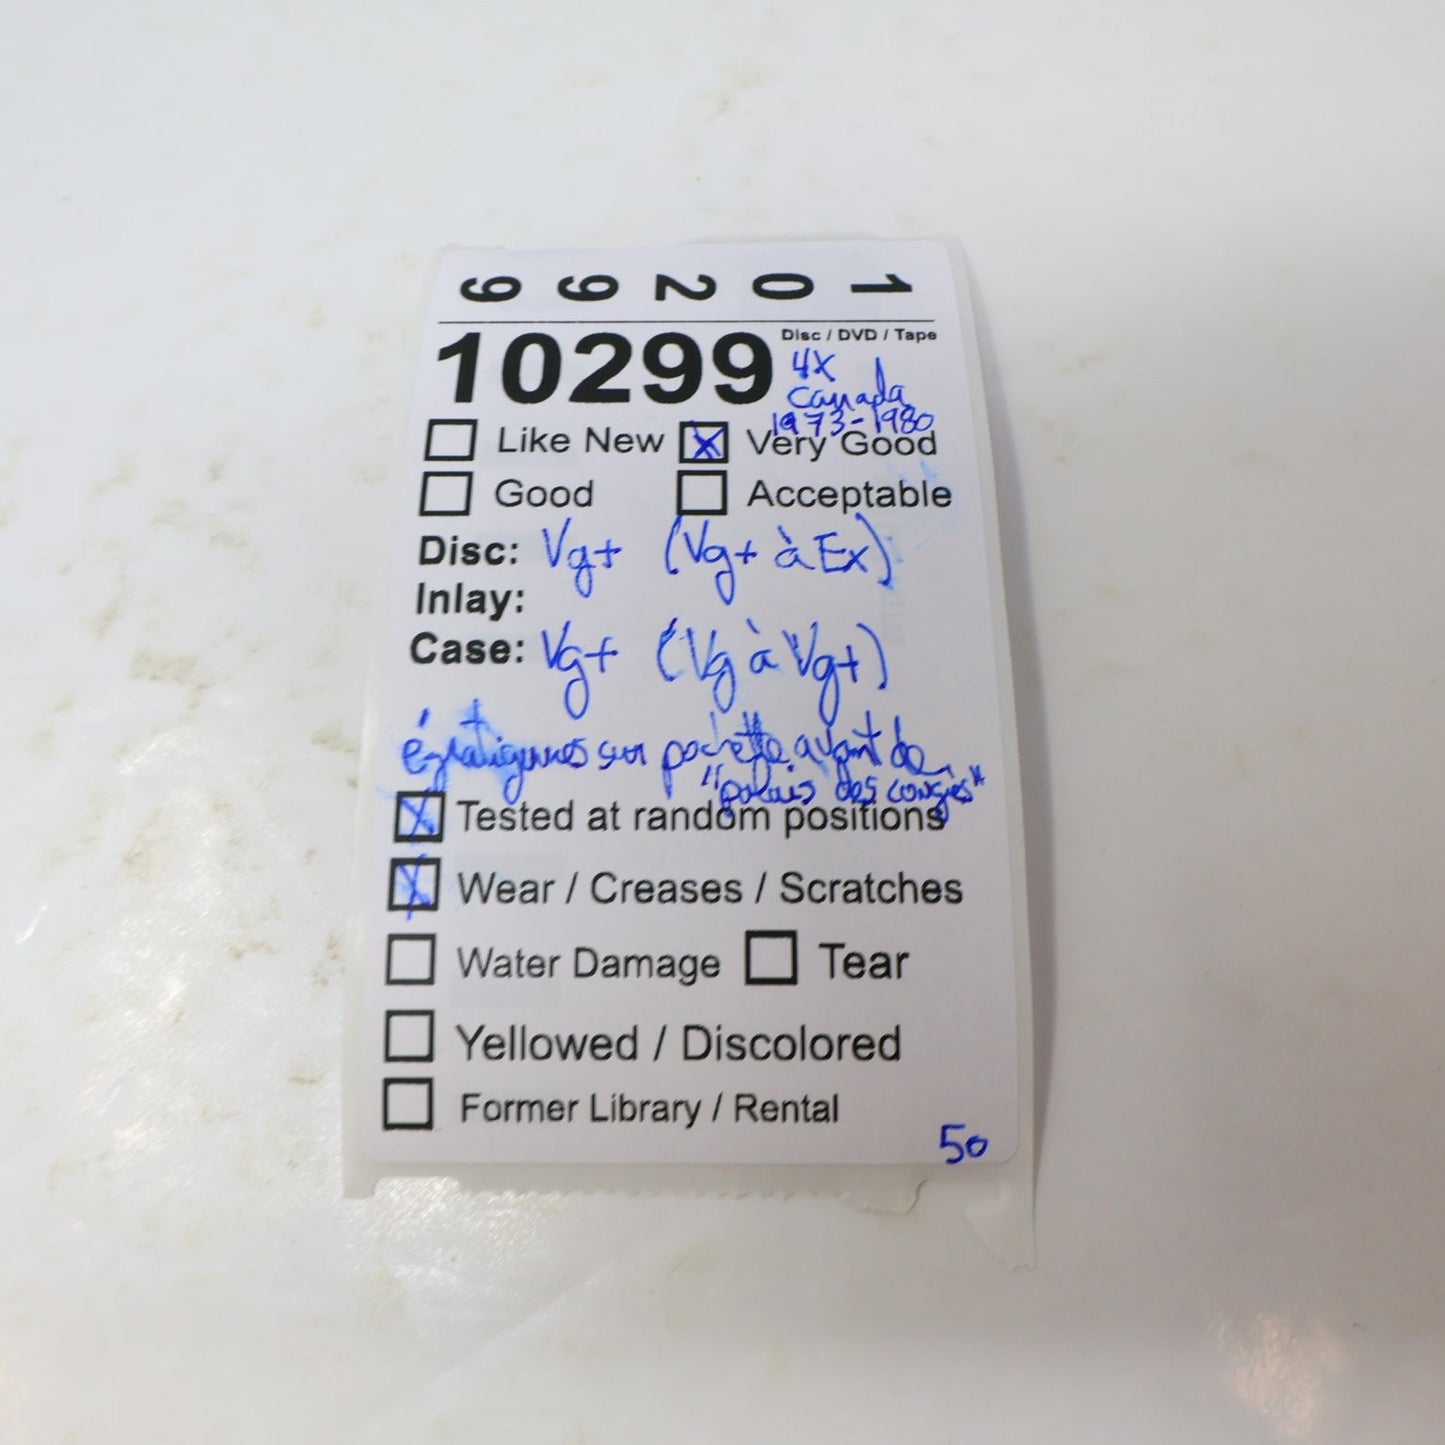 10299
10299 Disc / DVD / Tape
4X
Canada
1973-1980
Like New Very Good
Good Acceptable
Disc: Vg+ (Vg+ à Ex)
Inlay:
Case: Vg+ (Vg à Vg+)
égratignures sur pochette avant de
"palais des congrès"
Tested at random positions
Wear / Creases / Scratches
Water Damage Tear
Yellowed / Discolored
Former Library / Rental
50